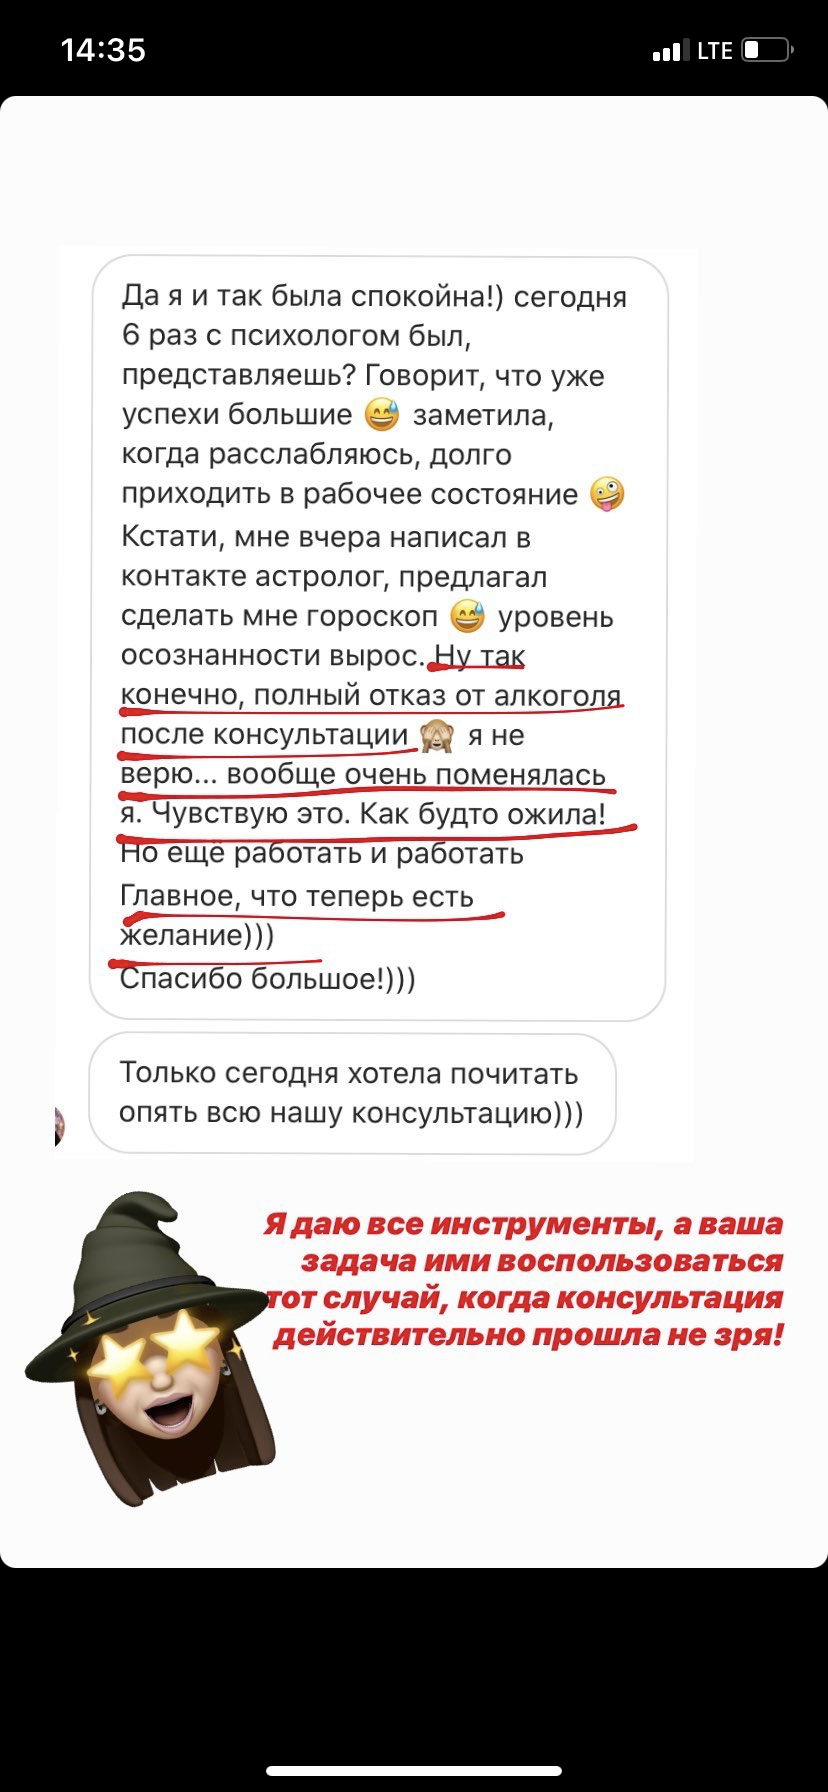 14:35
LTE
Да я и так была спокойна!) сегодня
6 раз с психологом был,
представляешь? Говорит, что уже
успехи большие 😅 заметила,
когда расслабляюсь, долго
приходить в рабочее состояние 🤪
Кстати, мне вчера написал в
контакте астролог, предлагал
сделать мне гороскоп 😅 уровень
осознанности вырос. Ну так
конечно, полный отказ от алкоголя
после консультации 🙈 я не
верю... вообще очень поменялась
я. Чувствую это. Как будто ожила!
Но ещё работать и работать
Главное, что теперь есть
желание)))
Спасибо большое!)))
Только сегодня хотела почитать
опять всю нашу консультацию)))
Я даю все инструменты, а ваша
задача ими воспользоваться
тот случай, когда консультация
действительно прошла не зря!